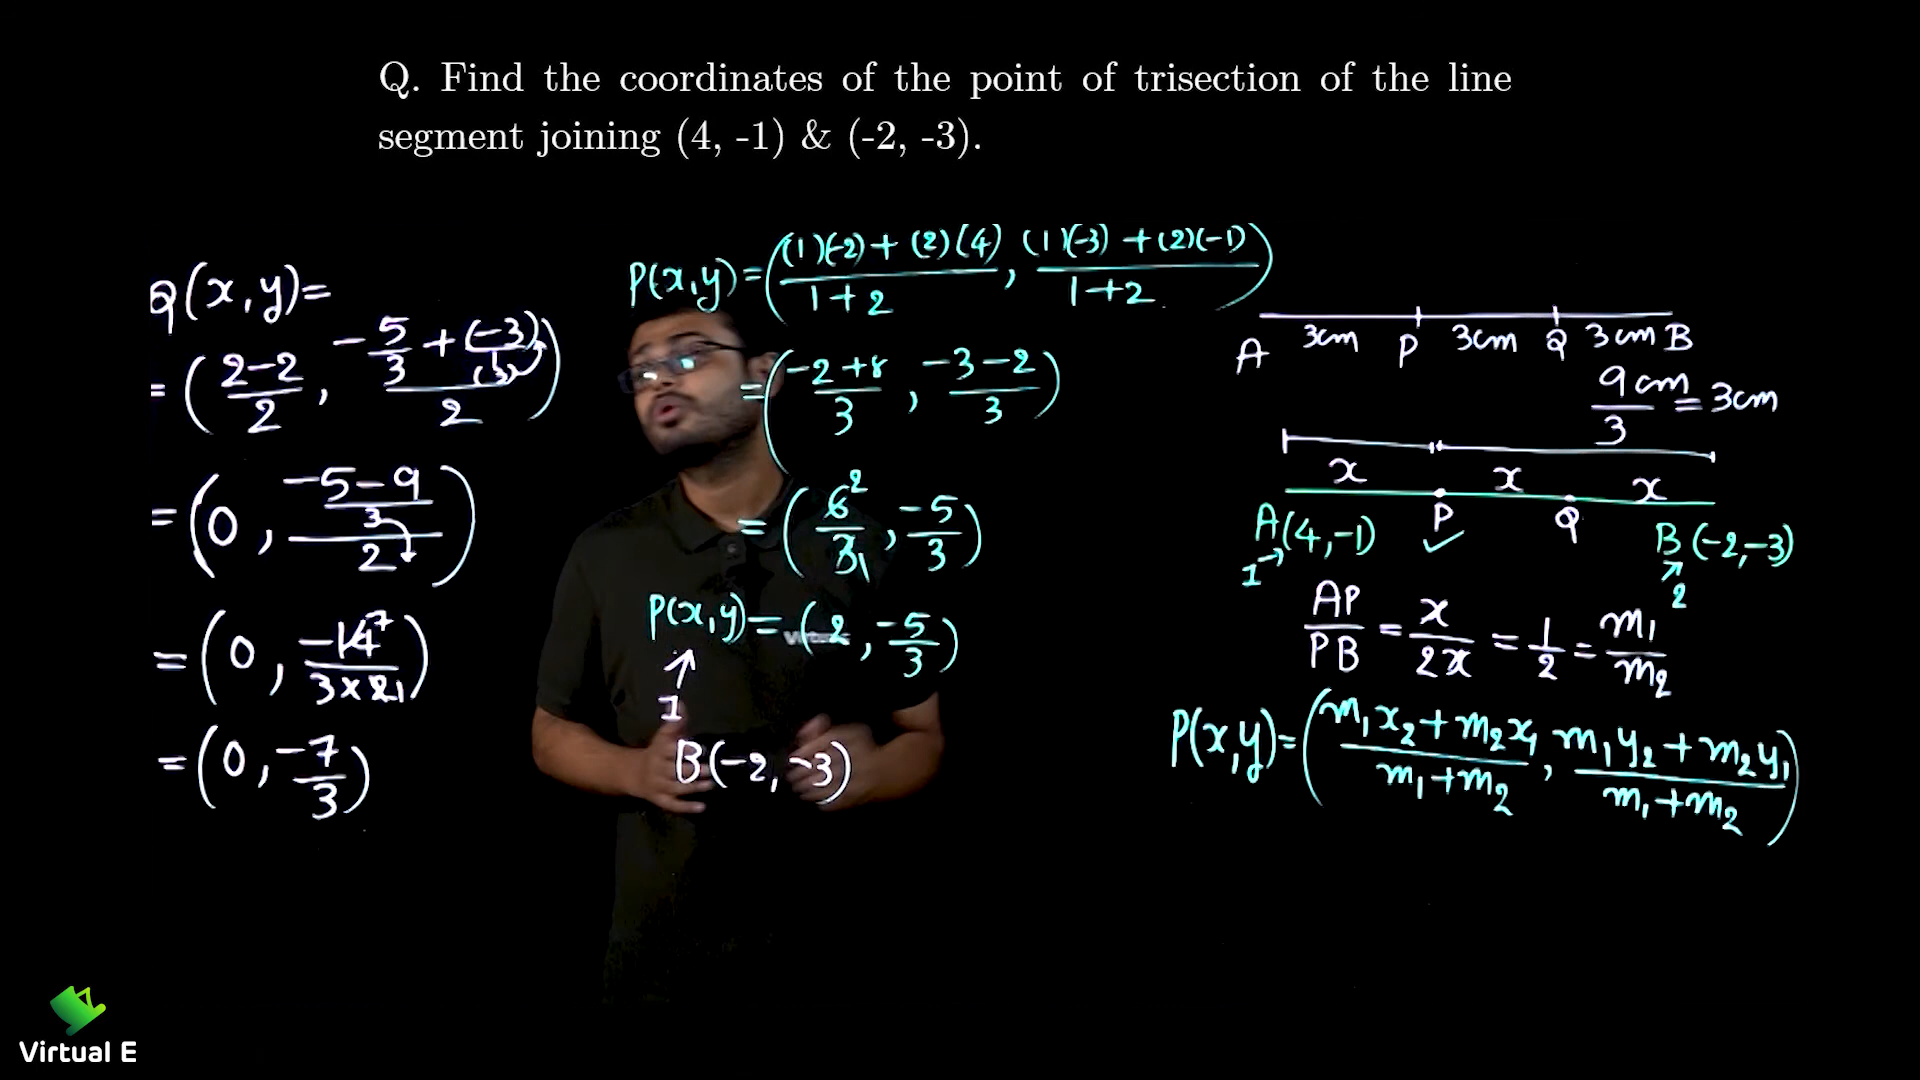 Q. Find the coordinates of the point of trisection of the line
segment joining (4, -1) & (-2, -3).
Q(x,y)=
= ( (2-2)/2 , (-5/3 + (-3)/(1))/2 )
= ( 0 , ((-5-9)/3)/2 )
= ( 0 , -14 7/(3×2 1) )
= ( 0 , -7/3 )
P(x,y) = ( ((1)(-2)+(2)(4))/(1+2) , ((1)(-3)+(2)(-1))/(1+2) )
= ( (-2+8)/3 , (-3-2)/3 )
= ( 6 2/3 1 , -5/3 )
P(x,y) = ( 2 , -5/3 )
1
B(-2,-3)
A 3cm P 3cm Q 3cm B
9cm/3 = 3cm
x x x
A(4,-1) P Q B(-2,-3)
1 2
AP/PB = x/2x = 1/2 = m₁/m₂
P(x,y) = ( (m₁x₂+m₂x₁)/(m₁+m₂) , (m₁y₂+m₂y₁)/(m₁+m₂) )
Virtual E